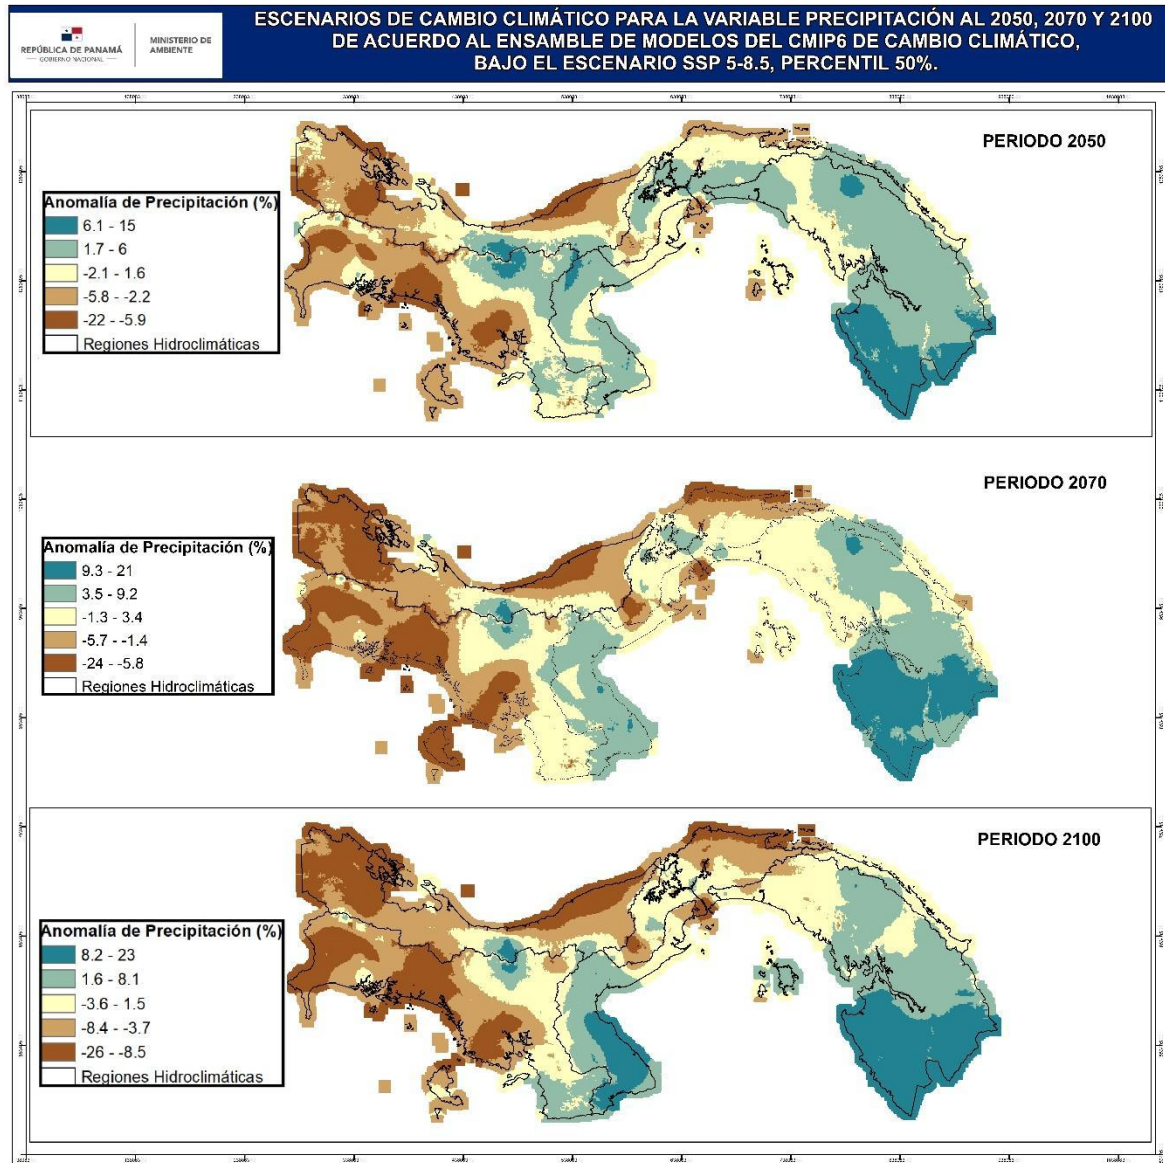 REPÚBLICA DE PANAMÁ
— GOBIERNO NACIONAL —
MINISTERIO DE
AMBIENTE
ESCENARIOS DE CAMBIO CLIMÁTICO PARA LA VARIABLE PRECIPITACIÓN AL 2050, 2070 Y 2100
DE ACUERDO AL ENSAMBLE DE MODELOS DEL CMIP6 DE CAMBIO CLIMÁTICO,
BAJO EL ESCENARIO SSP 5-8.5, PERCENTIL 50%.
PERIODO 2050
Anomalía de Precipitación (%)
6.1 - 15
1.7 - 6
-2.1 - 1.6
-5.8 - -2.2
-22 - -5.9
Regiones Hidroclimáticas
PERIODO 2070
Anomalía de Precipitación (%)
9.3 - 21
3.5 - 9.2
-1.3 - 3.4
-5.7 - -1.4
-24 - -5.8
Regiones Hidroclimáticas
PERIODO 2100
Anomalía de Precipitación (%)
8.2 - 23
1.6 - 8.1
-3.6 - 1.5
-8.4 - -3.7
-26 - -8.5
Regiones Hidroclimáticas